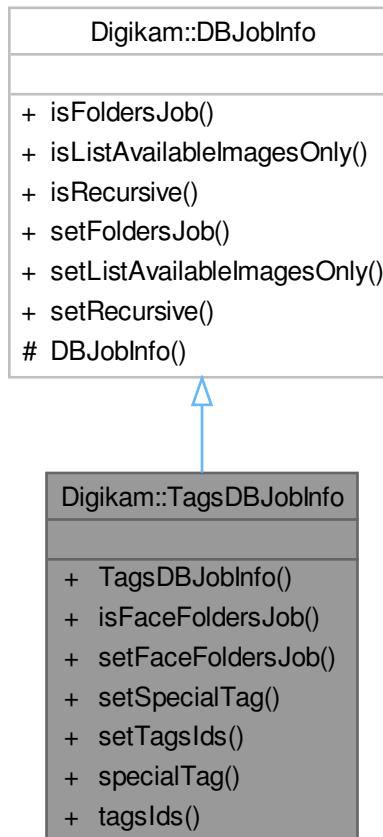 Digikam::DBJobInfo
+ isFoldersJob()
+ isListAvailableImagesOnly()
+ isRecursive()
+ setFoldersJob()
+ setListAvailableImagesOnly()
+ setRecursive()
# DBJobInfo()
Digikam::TagsDBJobInfo
+ TagsDBJobInfo()
+ isFaceFoldersJob()
+ setFaceFoldersJob()
+ setSpecialTag()
+ setTagsIds()
+ specialTag()
+ tagsIds()